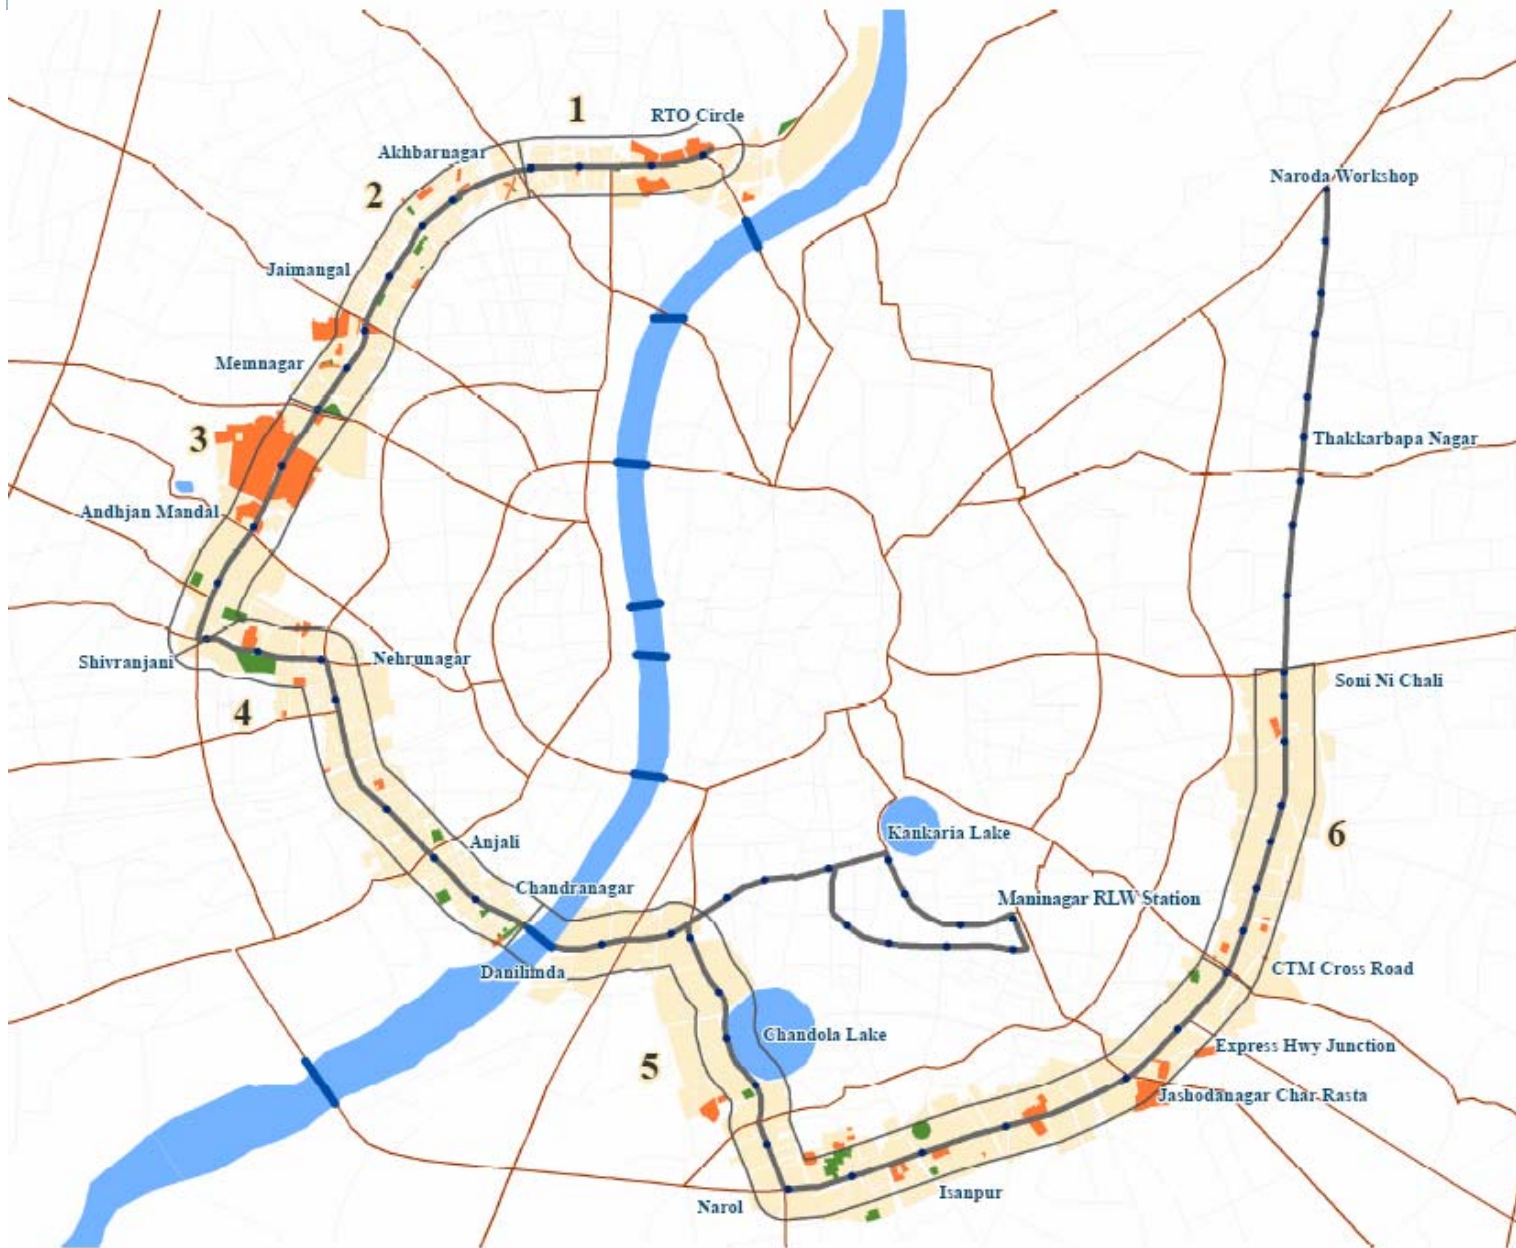 1
RTO Circle
Akhbarnagar
2
Naroda Workshop
Jaimangal
Memnagar
3
Thakkarbapa Nagar
Andhjan Mandal
Shivranjani
Nehrunagar
Soni Ni Chali
4
Kankaria Lake
6
Anjali
Chandranagar
Maninagar RLW Station
Danilimda
CTM Cross Road
Chandola Lake
Express Hwy Junction
5
Jashodanagar Char Rasta
Isanpur
Narol